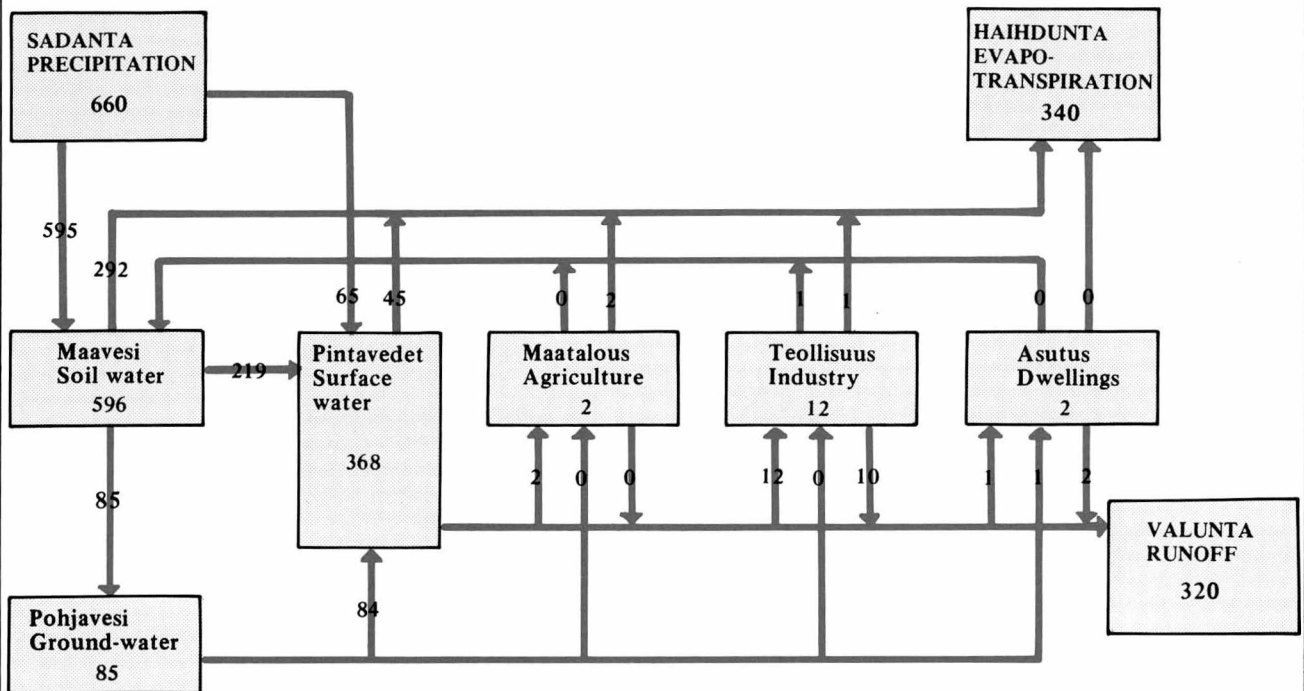 SADANTA
PRECIPITATION
660
HAIHDUNTA
EVAPO-
TRANSPIRATION
340
595
292
65
45
0
2
1
1
0
0
Maavesi
Soil water
596
219
Pintavedet
Surface
water
368
Maatalous
Agriculture
2
Teollisuus
Industry
12
Asutus
Dwellings
2
85
2
0
0
12
0
10
1
1
2
VALUNTA
RUNOFF
320
84
Pohjavesi
Ground-water
85